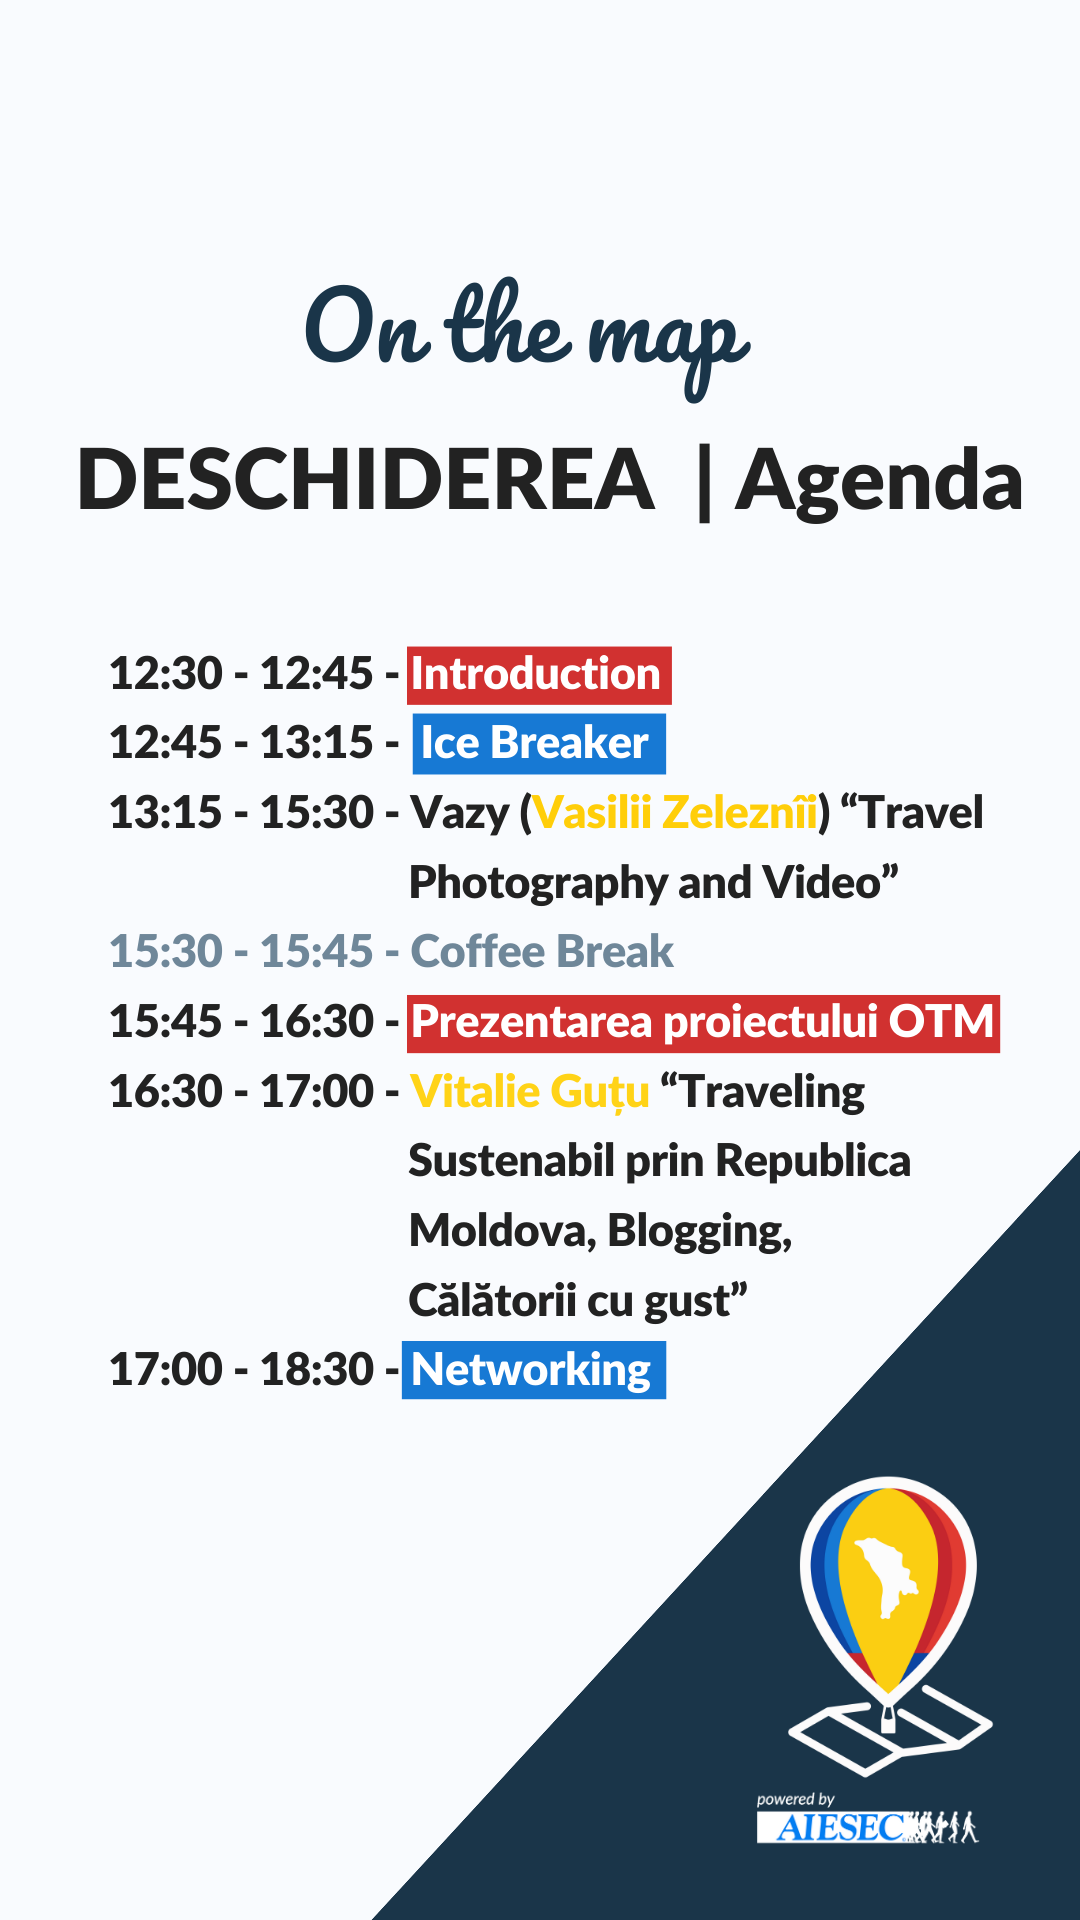 On the map
DESCHIDEREA | Agenda
12:30 - 12:45 - Introduction
12:45 - 13:15 - Ice Breaker
13:15 - 15:30 - Vazy (Vasilii Zeleznîi) “Travel
Photography and Video”
15:30 - 15:45 - Coffee Break
15:45 - 16:30 - Prezentarea proiectului OTM
16:30 - 17:00 - Vitalie Guțu “Traveling
Sustenabil prin Republica
Moldova, Blogging,
Călătorii cu gust”
17:00 - 18:30 - Networking
powered by
AIESEC